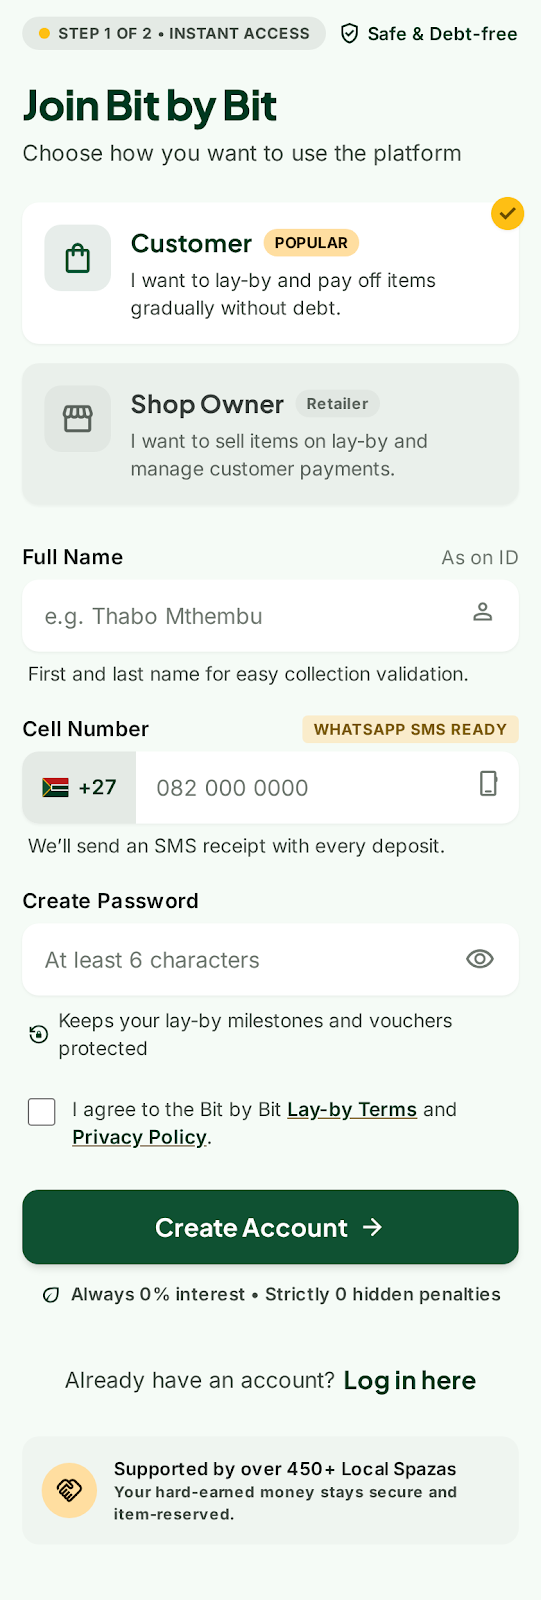 STEP 1 OF 2 • INSTANT ACCESS
Safe & Debt-free
Join Bit by Bit
Choose how you want to use the platform
Customer
POPULAR
I want to lay-by and pay off items
gradually without debt.
Shop Owner
Retailer
I want to sell items on lay-by and
manage customer payments.
Full Name
As on ID
e.g. Thabo Mthembu
First and last name for easy collection validation.
Cell Number
WHATSAPP SMS READY
+27
082 000 0000
We’ll send an SMS receipt with every deposit.
Create Password
At least 6 characters
Keeps your lay-by milestones and vouchers
protected
I agree to the Bit by Bit Lay-by Terms and
Privacy Policy.
Create Account →
Always 0% interest • Strictly 0 hidden penalties
Already have an account? Log in here
Supported by over 450+ Local Spazas
Your hard-earned money stays secure and
item-reserved.